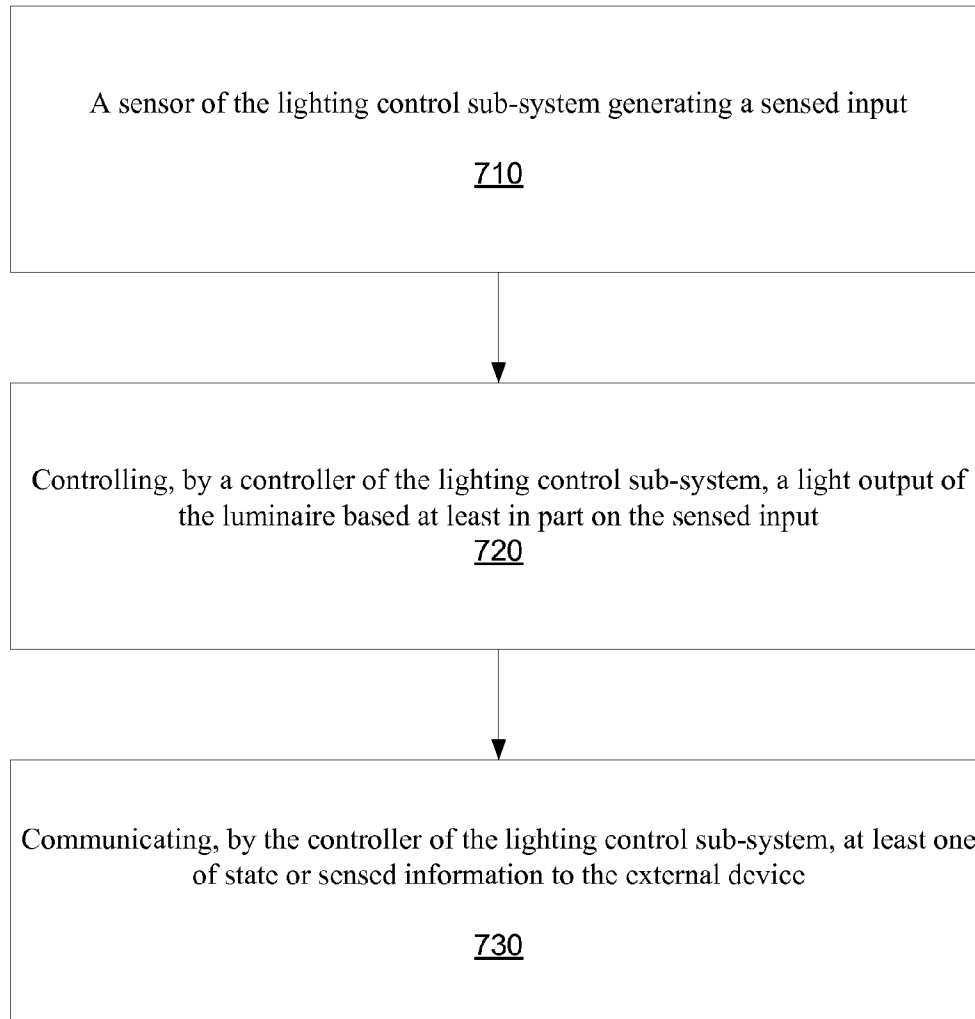 A sensor of the lighting control sub-system generating a sensed input
710
Controlling, by a controller of the lighting control sub-system, a light output of
the luminaire based at least in part on the sensed input
720
Communicating, by the controller of the lighting control sub-system, at least one
of state or sensed information to the external device
730